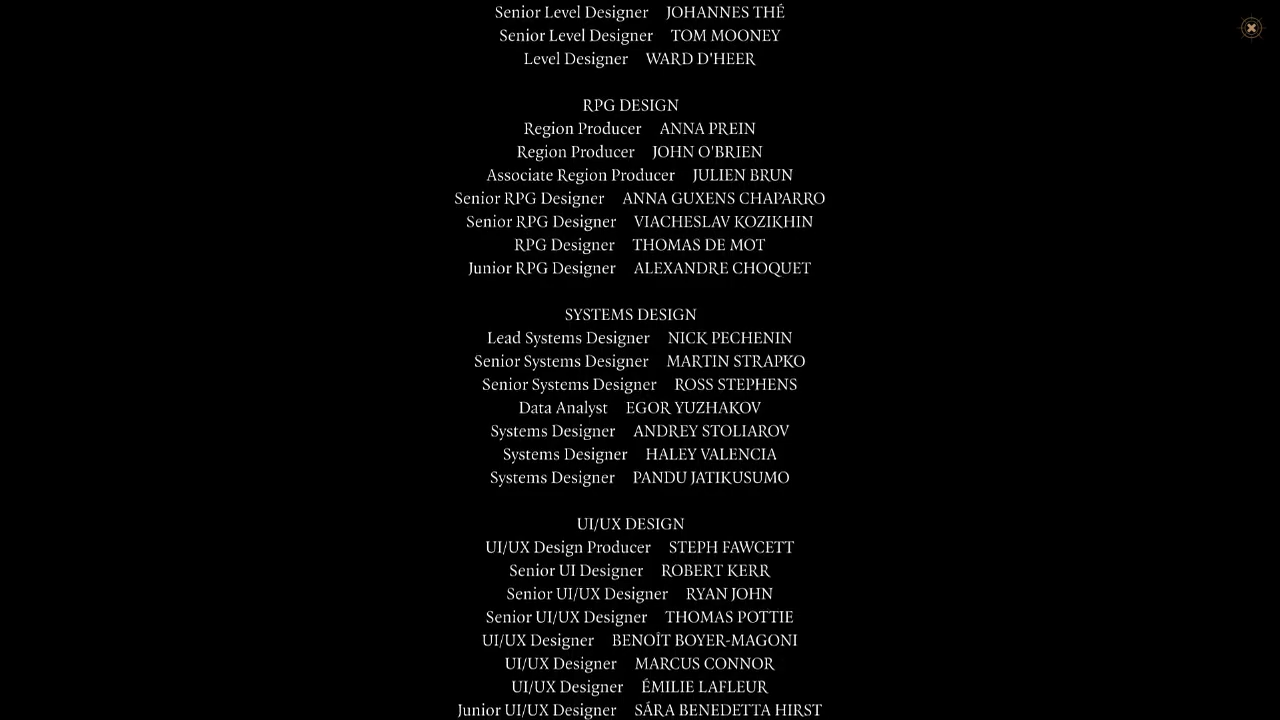 Senior Level Designer JOHANNES THÉ
Senior Level Designer TOM MOONEY
Level Designer WARD D'HEER
RPG DESIGN
Region Producer ANNA PREIN
Region Producer JOHN O'BRIEN
Associate Region Producer JULIEN BRUN
Senior RPG Designer ANNA GUXENS CHAPARRO
Senior RPG Designer VIACHESLAV KOZIKHIN
RPG Designer THOMAS DE MOT
Junior RPG Designer ALEXANDRE CHOQUET
SYSTEMS DESIGN
Lead Systems Designer NICK PECHENIN
Senior Systems Designer MARTIN STRAPKO
Senior Systems Designer ROSS STEPHENS
Data Analyst EGOR YUZHAKOV
Systems Designer ANDREY STOLIAROV
Systems Designer HALEY VALENCIA
Systems Designer PANDU JATIKUSUMO
UI/UX DESIGN
UI/UX Design Producer STEPH FAWCETT
Senior UI Designer ROBERT KERR
Senior UI/UX Designer RYAN JOHN
Senior UI/UX Designer THOMAS POTTIE
UI/UX Designer BENOÎT BOYER-MAGONI
UI/UX Designer MARCUS CONNOR
UI/UX Designer ÉMILIE LAFLEUR
Junior UI/UX Designer SÁRA BENEDETTA HIRST